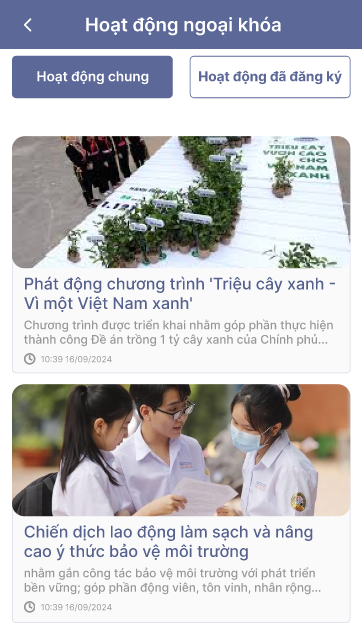 Hoạt động ngoại khóa
Hoạt động chung
Hoạt động đã đăng ký
TRIỆU CÂY
VƯƠN CAO
CHO
VIỆT NAM
XANH
Phát động chương trình 'Triệu cây xanh -
Vì một Việt Nam xanh'
Chương trình được triển khai nhằm góp phần thực hiện
thành công Đề án trồng 1 tỷ cây xanh của Chính phủ...
10:39 16/09/2024
Chiến dịch lao động làm sạch và nâng
cao ý thức bảo vệ môi trường
nhằm gắn công tác bảo vệ môi trường với phát triển
bền vững; góp phần động viên, tôn vinh, nhân rộng...
10:39 16/09/2024